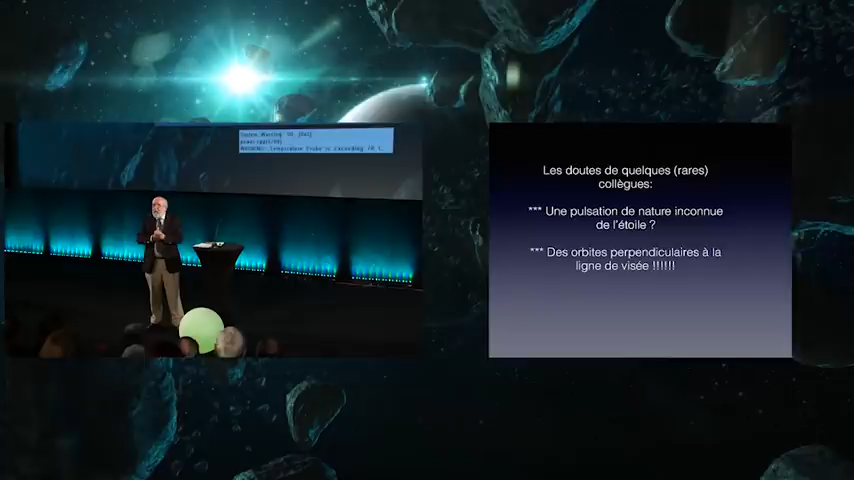 Les doutes de quelques (rares)
collègues:
*** Une pulsation de nature inconnue
de l'étoile ?
*** Des orbites perpendiculaires à la
ligne de visée !!!!!!